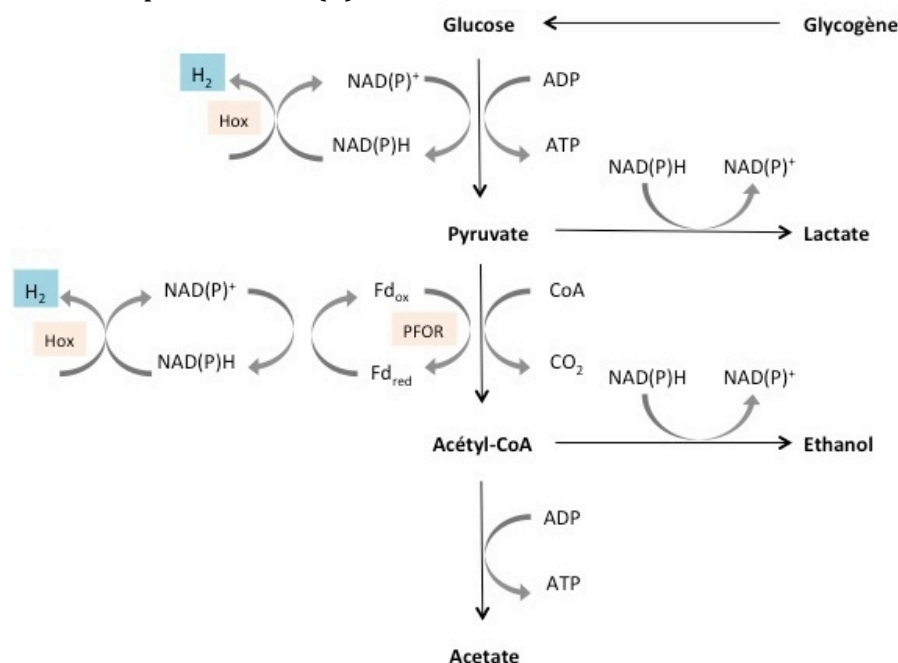 Glucose
Glycogène
H2
NAD(P)+
ADP
Hox
NAD(P)H
ATP
NAD(P)H
NAD(P)+
Pyruvate
Lactate
H2
NAD(P)+
Fdox
CoA
Hox
PFOR
NAD(P)H
Fdred
CO2
NAD(P)H
NAD(P)+
Acétyl-CoA
Ethanol
ADP
ATP
Acetate